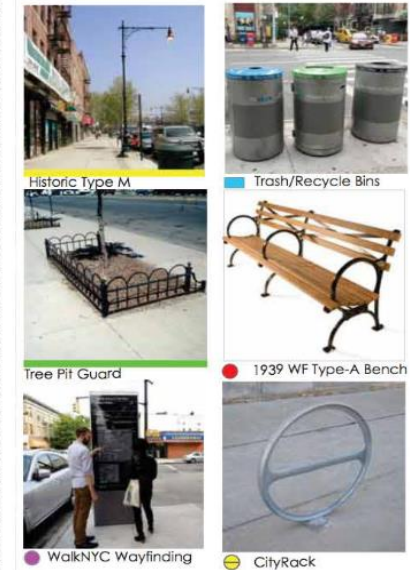 Historic Type M
Trash/Recycle Bins
Tree Pit Guard
1939 WF Type-A Bench
WalkNYC Wayfinding
CityRack